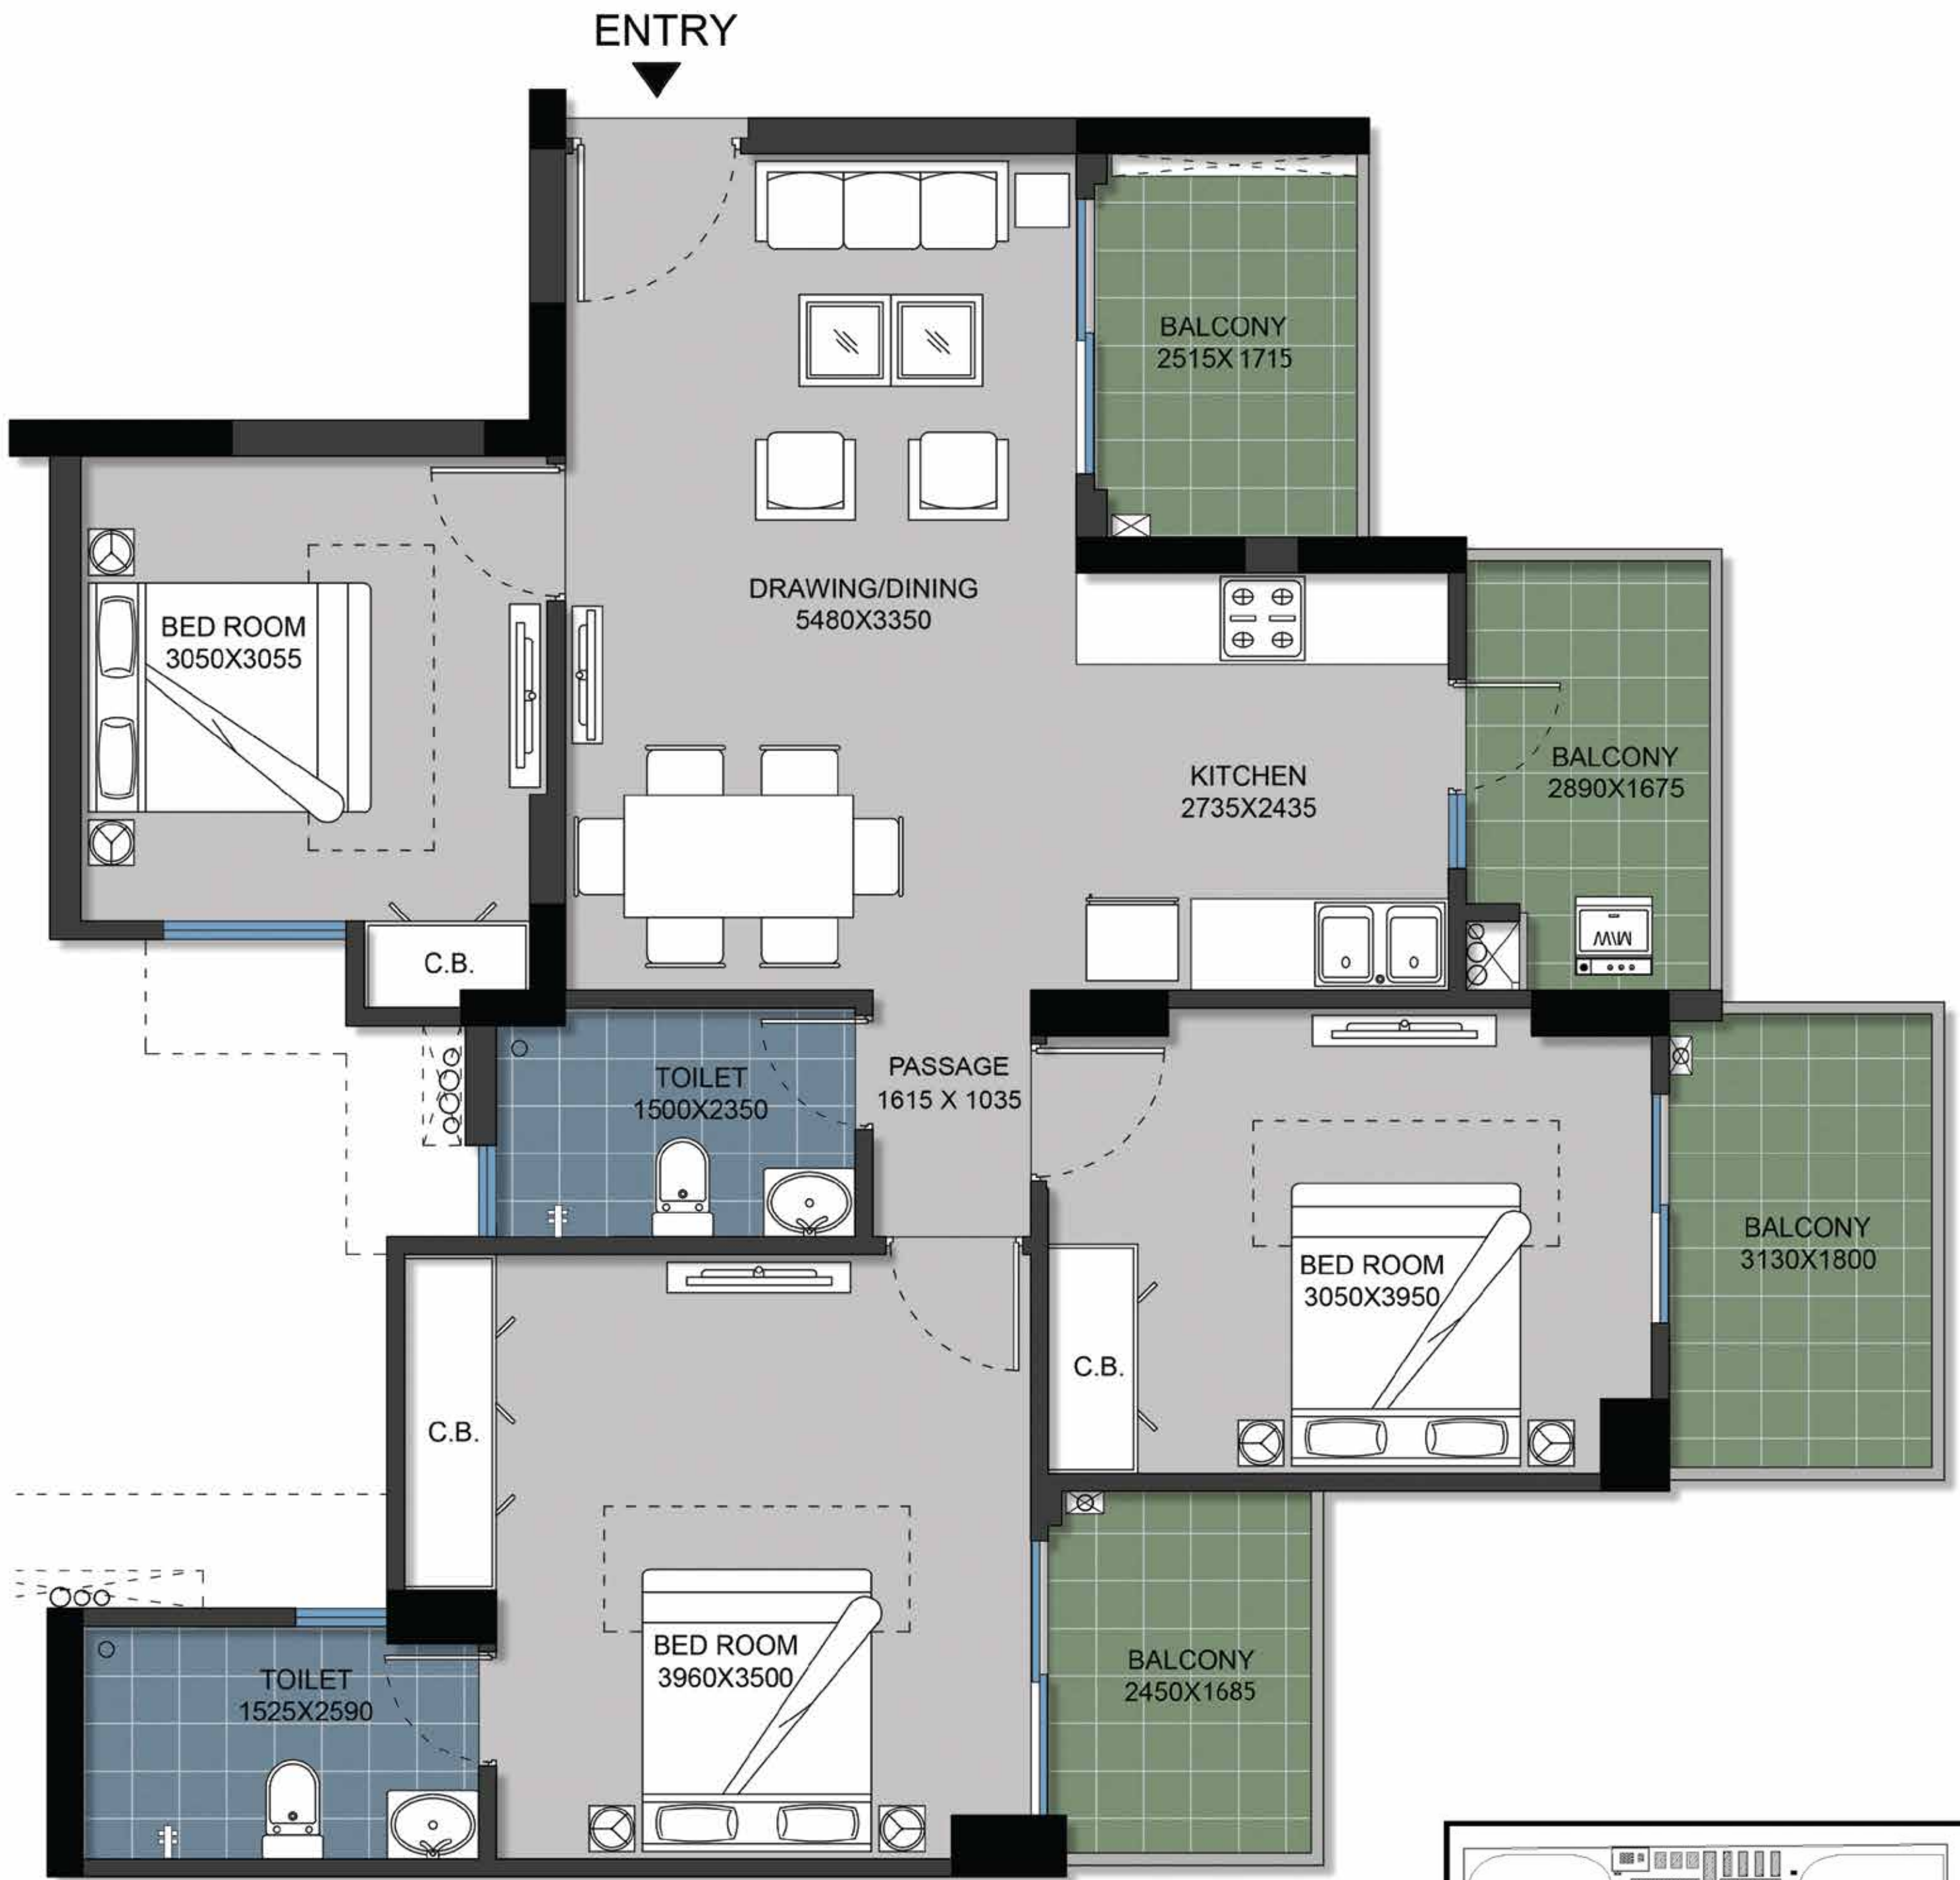 ENTRY
BALCONY
2515X 1715
DRAWING/DINING
5480X3350
BED ROOM
3050X3055
KITCHEN
2735X2435
BALCONY
2890X1675
M/W
C.B.
TOILET
1500X2350
PASSAGE
1615 X 1035
BALCONY
3130X1800
BED ROOM
3050X3950
C.B.
C.B.
BED ROOM
3960X3500
BALCONY
2450X1685
TOILET
1525X2590